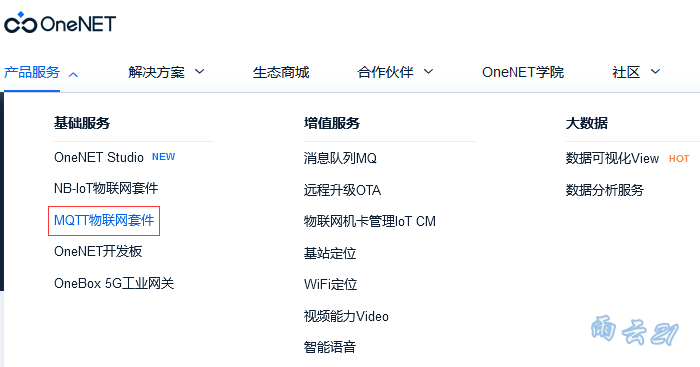 OneNET
产品服务 解决方案 生态商城 合作伙伴 OneNET学院 社区
基础服务 增值服务 大数据
OneNET Studio NEW 消息队列MQ 数据可视化View HOT
NB-IoT物联网套件 远程升级OTA 数据分析服务
MQTT物联网套件 物联网机卡管理IoT CM
OneNET开发板 基站定位
OneBox 5G工业网关 WiFi定位
视频能力Video
智能语音
雨云21